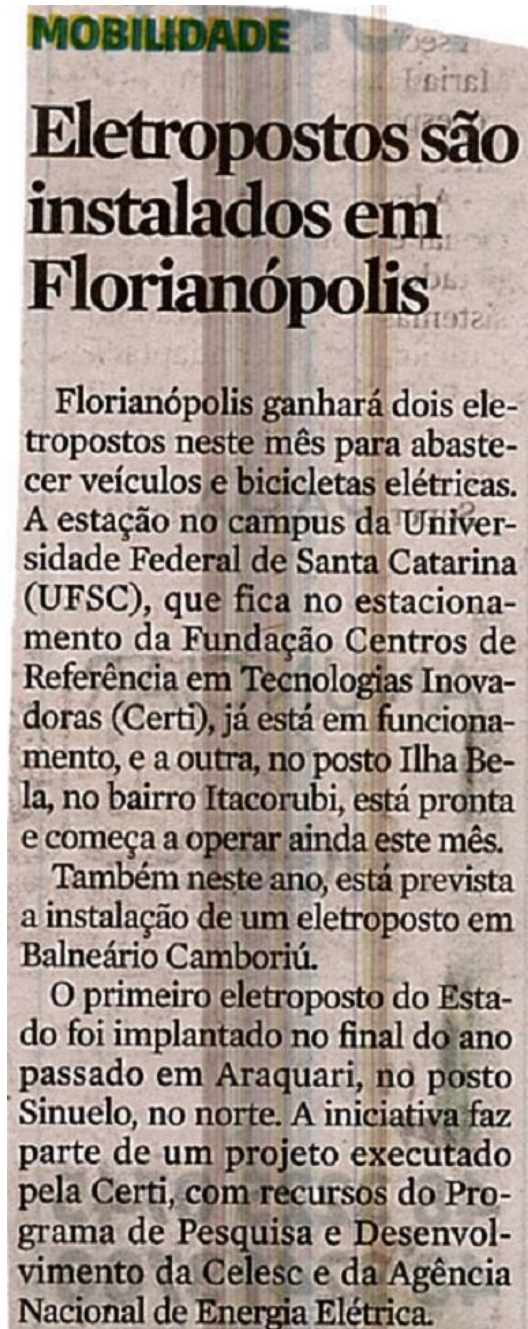 MOBILIDADE
Eletropostos são
instalados em
Florianópolis
Florianópolis ganhará dois ele-
tropostos neste mês para abaste-
cer veículos e bicicletas elétricas.
A estação no campus da Univer-
sidade Federal de Santa Catarina
(UFSC), que fica no estaciona-
mento da Fundação Centros de
Referência em Tecnologias Inova-
doras (Certi), já está em funciona-
mento, e a outra, no posto Ilha Be-
la, no bairro Itacorubi, está pronta
e começa a operar ainda este mês.
Também neste ano, está prevista
a instalação de um eletroposto em
Balneário Camboriú.
O primeiro eletroposto do Esta-
do foi implantado no final do ano
passado em Araquari, no posto
Sinuelo, no norte. A iniciativa faz
parte de um projeto executado
pela Certi, com recursos do Pro-
grama de Pesquisa e Desenvol-
vimento da Celesc e da Agência
Nacional de Energia Elétrica.